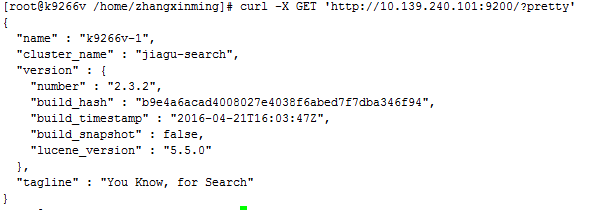 [root@k9266v /home/zhangxinming]# curl -X GET 'http://10.139.240.101:9200/?pretty'
{
  "name" : "k9266v-1",
  "cluster_name" : "jiagu-search",
  "version" : {
    "number" : "2.3.2",
    "build_hash" : "b9e4a6acad4008027e4038f6abed7f7dba346f94",
    "build_timestamp" : "2016-04-21T16:03:47Z",
    "build_snapshot" : false,
    "lucene_version" : "5.5.0"
  },
  "tagline" : "You Know, for Search"
}